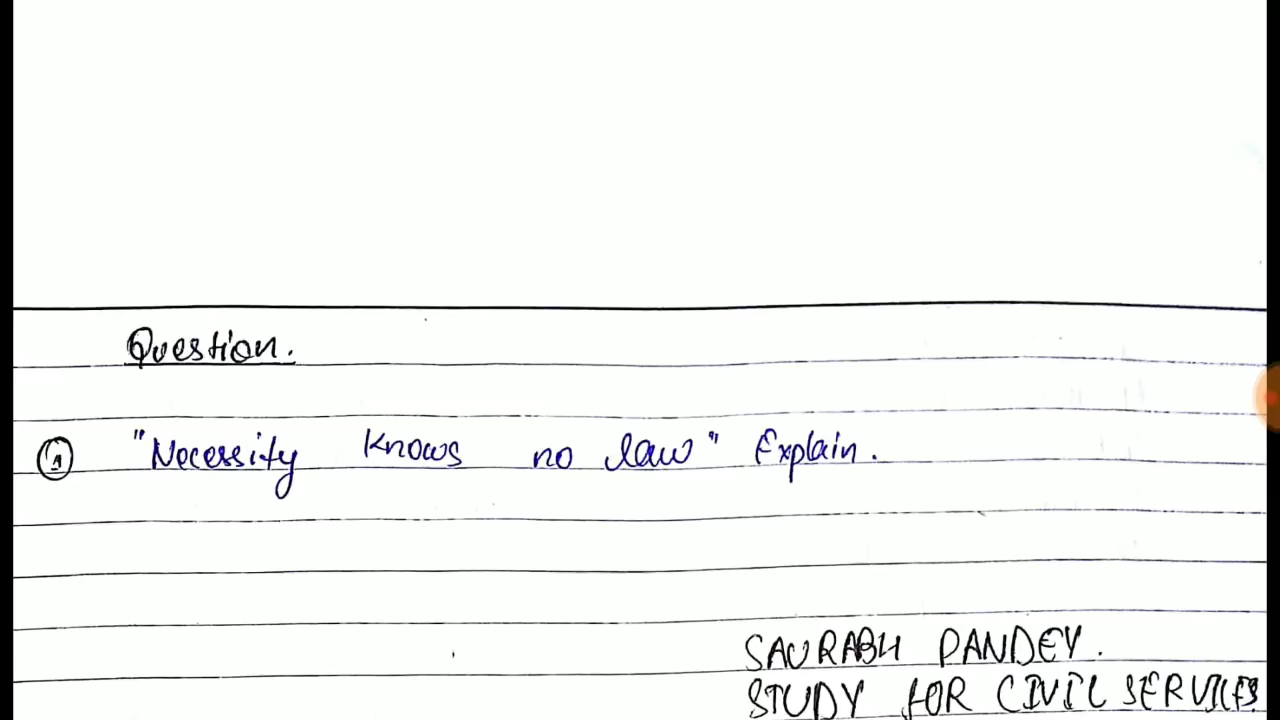 Question.
① "Necessity knows no law" Explain.
SAURABH PANDEY.
STUDY FOR CIVIL SERVICES.